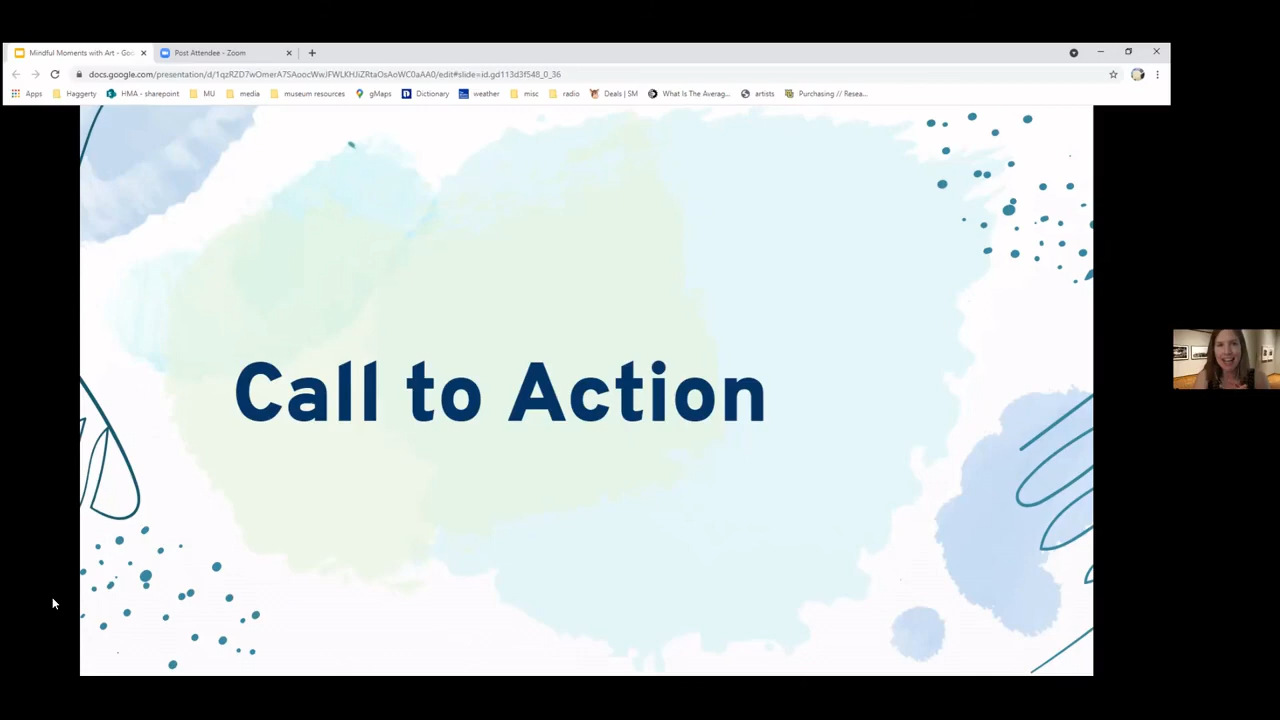 Mindful Moments with Art - Goo
Post Attendee - Zoom
docs.google.com/presentation/d/1qzRZD7wOmerA7SAoocWwJFWLKHJiZRtaOsAoWC0aAA0/edit#slide=id.gd113d3f548_0_36
Apps Haggerty HMA - sharepoint MU media museum resources gMaps Dictionary weather misc radio Deals | SM What Is The Averag... artists Purchasing // Resea...
Call to Action